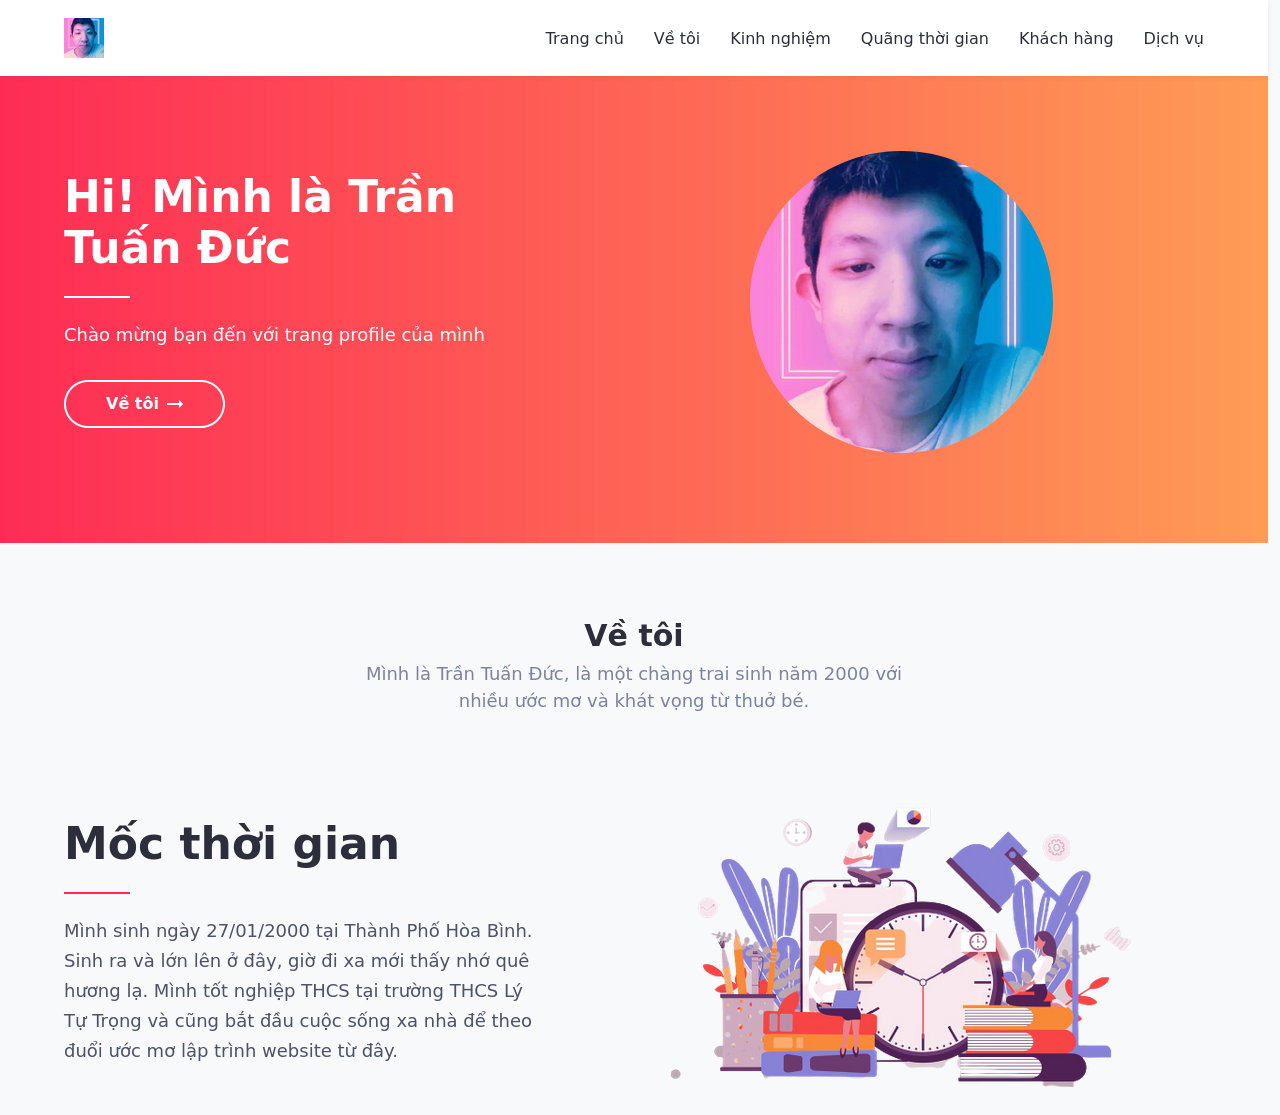 Trang chủ Về tôi Kinh nghiệm Quãng thời gian Khách hàng Dịch vụ
Hi! Mình là Trần
Tuấn Đức
Chào mừng bạn đến với trang profile của mình
Về tôi →
Về tôi
Mình là Trần Tuấn Đức, là một chàng trai sinh năm 2000 với
nhiều ước mơ và khát vọng từ thuở bé.
Mốc thời gian
Mình sinh ngày 27/01/2000 tại Thành Phố Hòa Bình.
Sinh ra và lớn lên ở đây, giờ đi xa mới thấy nhớ quê
hương lạ. Mình tốt nghiệp THCS tại trường THCS Lý
Tự Trọng và cũng bắt đầu cuộc sống xa nhà để theo
đuổi ước mơ lập trình website từ đây.